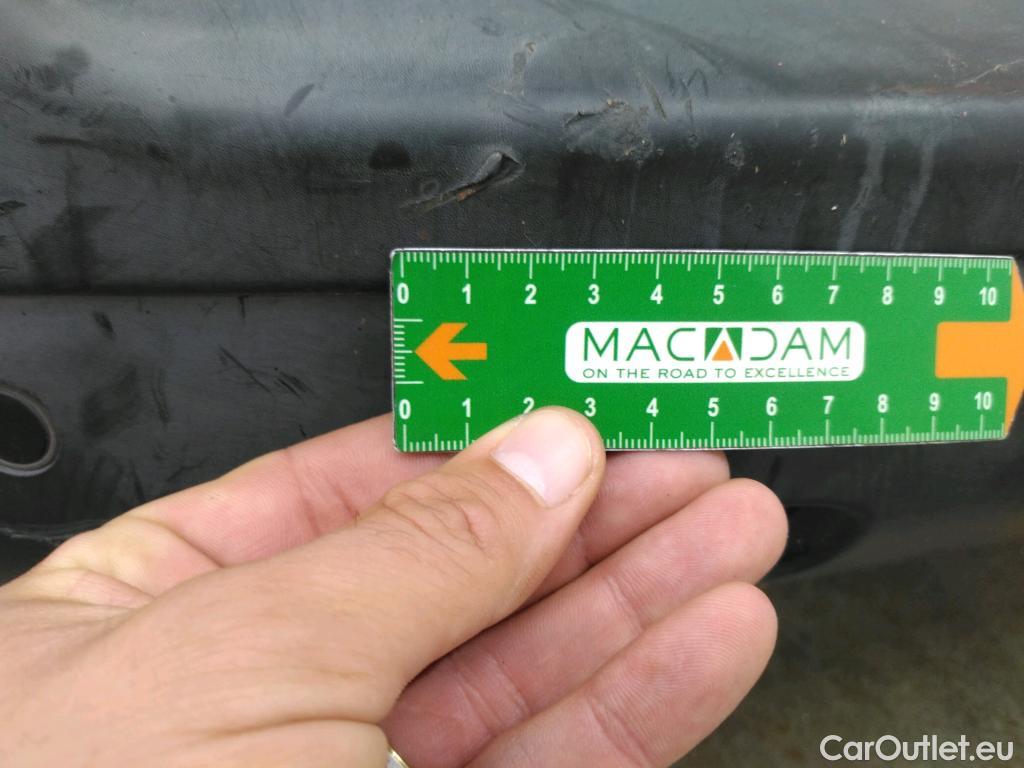 0 1 2 3 4 5 6 7 8 9 10
MACADAM
ON THE ROAD TO EXCELLENCE
0 1 2 3 4 5 6 7 8 9 10
CarOutlet.eu